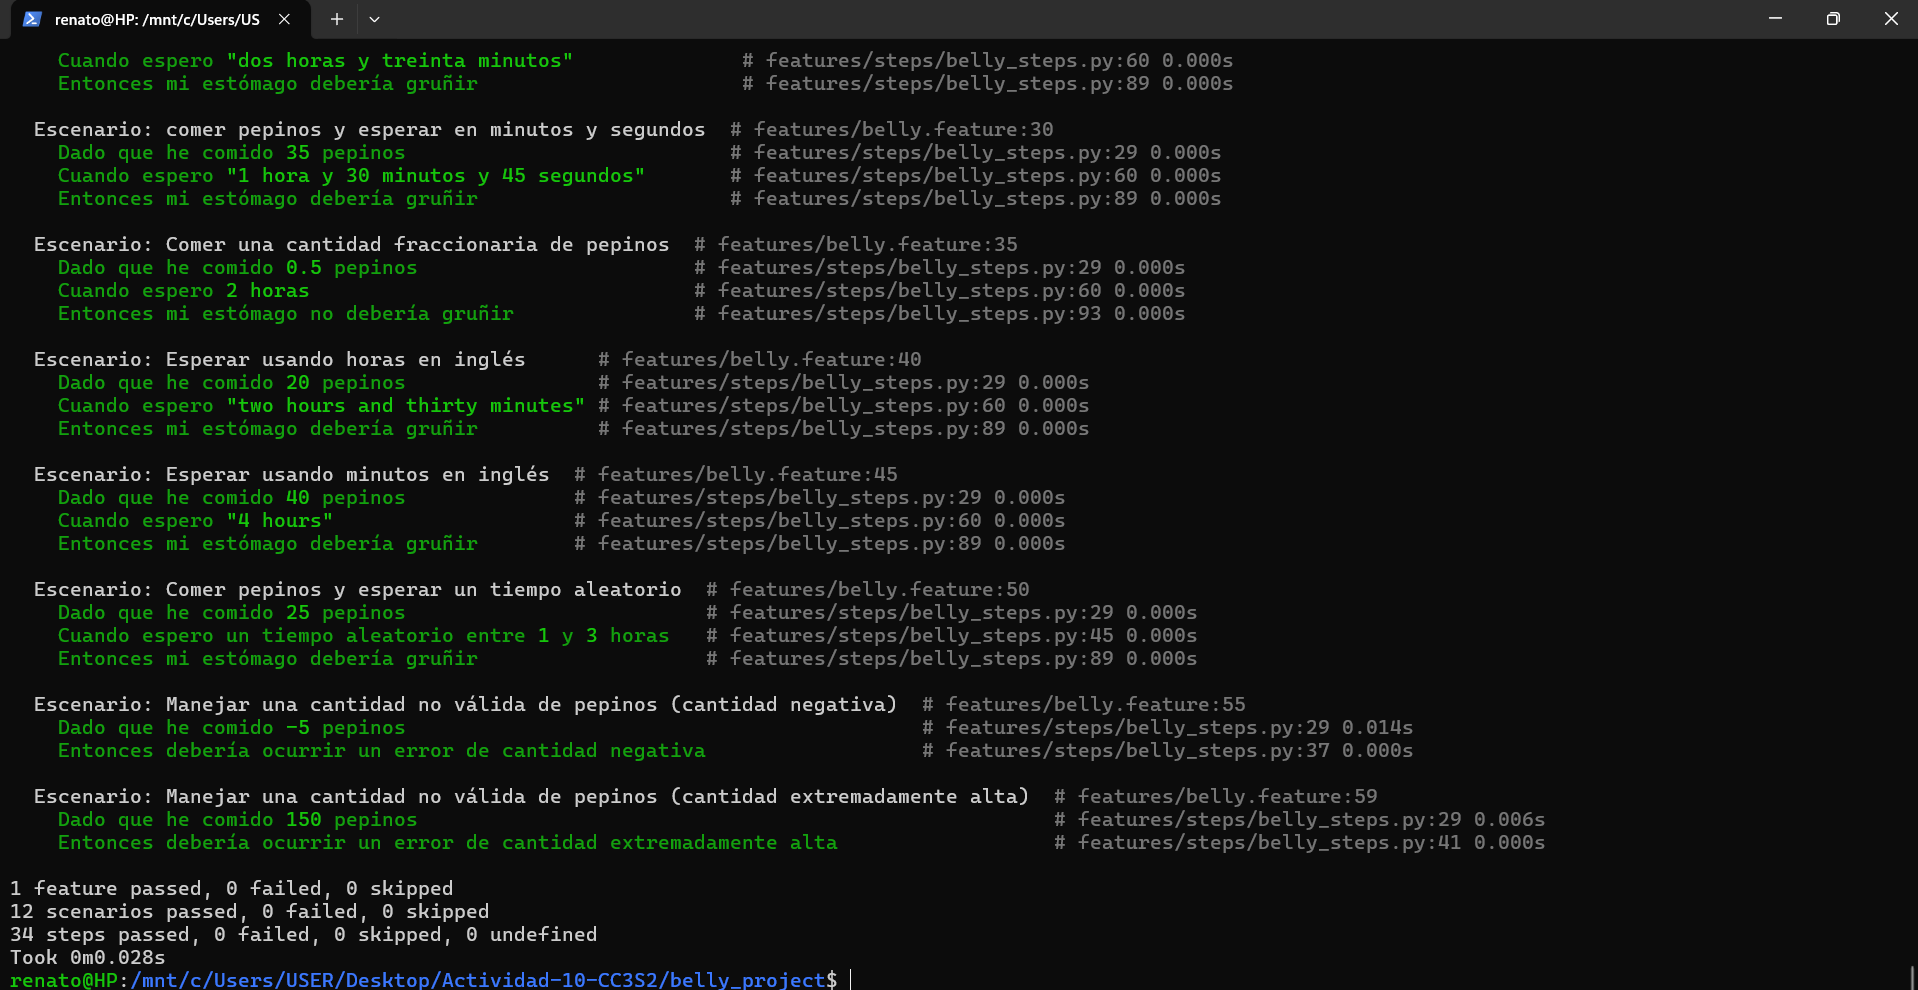 renato@HP: /mnt/c/Users/US
Cuando espero "dos horas y treinta minutos" # features/steps/belly_steps.py:60 0.000s
Entonces mi estómago debería gruñir # features/steps/belly_steps.py:89 0.000s
Escenario: comer pepinos y esperar en minutos y segundos # features/belly.feature:30
Dado que he comido 35 pepinos # features/steps/belly_steps.py:29 0.000s
Cuando espero "1 hora y 30 minutos y 45 segundos" # features/steps/belly_steps.py:60 0.000s
Entonces mi estómago debería gruñir # features/steps/belly_steps.py:89 0.000s
Escenario: Comer una cantidad fraccionaria de pepinos # features/belly.feature:35
Dado que he comido 0.5 pepinos # features/steps/belly_steps.py:29 0.000s
Cuando espero 2 horas # features/steps/belly_steps.py:60 0.000s
Entonces mi estómago no debería gruñir # features/steps/belly_steps.py:93 0.000s
Escenario: Esperar usando horas en inglés # features/belly.feature:40
Dado que he comido 20 pepinos # features/steps/belly_steps.py:29 0.000s
Cuando espero "two hours and thirty minutes" # features/steps/belly_steps.py:60 0.000s
Entonces mi estómago debería gruñir # features/steps/belly_steps.py:89 0.000s
Escenario: Esperar usando minutos en inglés # features/belly.feature:45
Dado que he comido 40 pepinos # features/steps/belly_steps.py:29 0.000s
Cuando espero "4 hours" # features/steps/belly_steps.py:60 0.000s
Entonces mi estómago debería gruñir # features/steps/belly_steps.py:89 0.000s
Escenario: Comer pepinos y esperar un tiempo aleatorio # features/belly.feature:50
Dado que he comido 25 pepinos # features/steps/belly_steps.py:29 0.000s
Cuando espero un tiempo aleatorio entre 1 y 3 horas # features/steps/belly_steps.py:45 0.000s
Entonces mi estómago debería gruñir # features/steps/belly_steps.py:89 0.000s
Escenario: Manejar una cantidad no válida de pepinos (cantidad negativa) # features/belly.feature:55
Dado que he comido -5 pepinos # features/steps/belly_steps.py:29 0.014s
Entonces debería ocurrir un error de cantidad negativa # features/steps/belly_steps.py:37 0.000s
Escenario: Manejar una cantidad no válida de pepinos (cantidad extremadamente alta) # features/belly.feature:59
Dado que he comido 150 pepinos # features/steps/belly_steps.py:29 0.006s
Entonces debería ocurrir un error de cantidad extremadamente alta # features/steps/belly_steps.py:41 0.000s
1 feature passed, 0 failed, 0 skipped
12 scenarios passed, 0 failed, 0 skipped
34 steps passed, 0 failed, 0 skipped, 0 undefined
Took 0m0.028s
renato@HP:/mnt/c/Users/USER/Desktop/Actividad-10-CC3S2/belly_project$